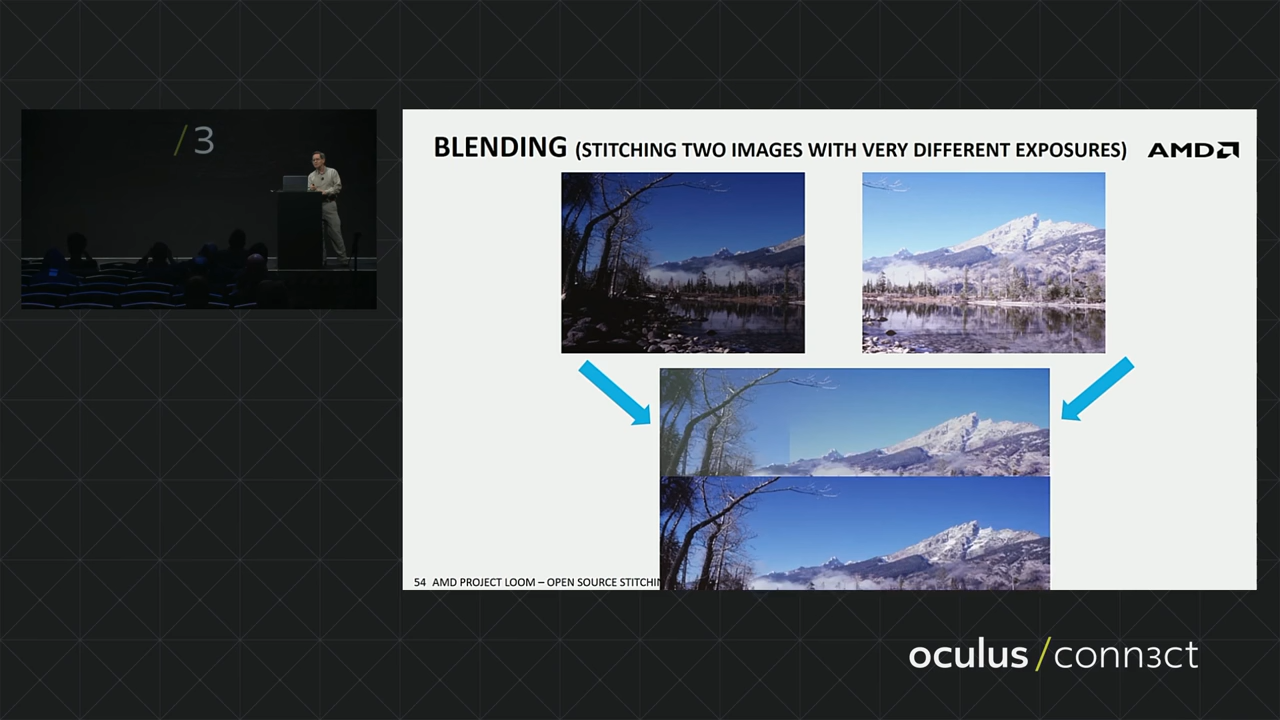 /3
BLENDING (STITCHING TWO IMAGES WITH VERY DIFFERENT EXPOSURES)
AMD
54 AMD PROJECT LOOM – OPEN SOURCE
oculus /conn3ct